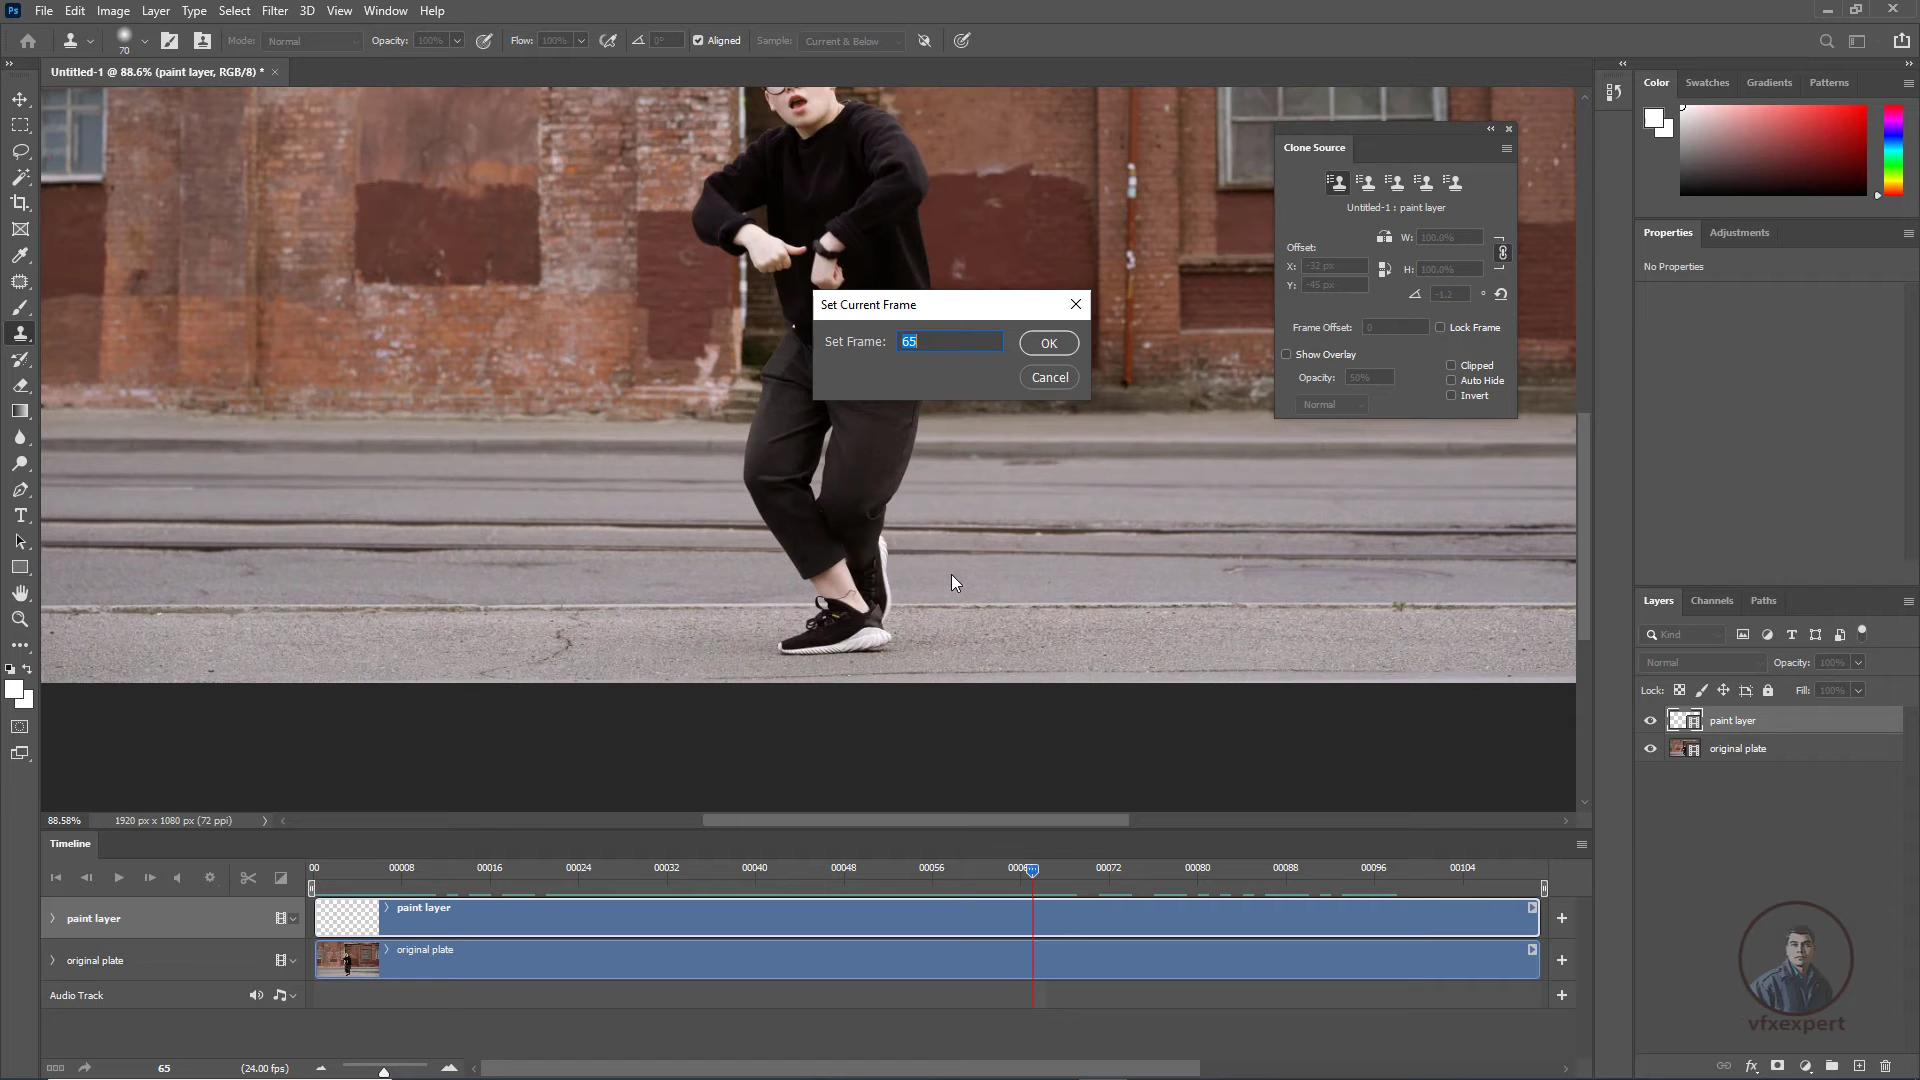 Ps File Edit Image Layer Type Select Filter 3D View Window Help
70 Mode: Normal Opacity: 100% Flow: 100% 0° Aligned Sample: Current & Below
Untitled-1 @ 88.6% (paint layer, RGB/8) * ×
Color Swatches Gradients Patterns
Clone Source
Untitled-1 : paint layer
Offset: W: 100.0%
X: -32 px H: 100.0%
Y: -45 px -1.2 °
Frame Offset: 0 Lock Frame
Show Overlay Clipped
Opacity: 50% Auto Hide
Normal Invert
Set Current Frame
Set Frame: 65 OK
Cancel
Properties Adjustments
No Properties
Layers Channels Paths
Kind
Normal Opacity: 100%
Lock: Fill: 100%
paint layer
original plate
88.58% 1920 px x 1080 px (72 ppi)
Timeline
00 00008 00016 00024 00032 00040 00048 00056 0006 00072 00080 00088 00096 00104
paint layer paint layer
original plate original plate
Audio Track
65 (24.00 fps)
vfxexpert